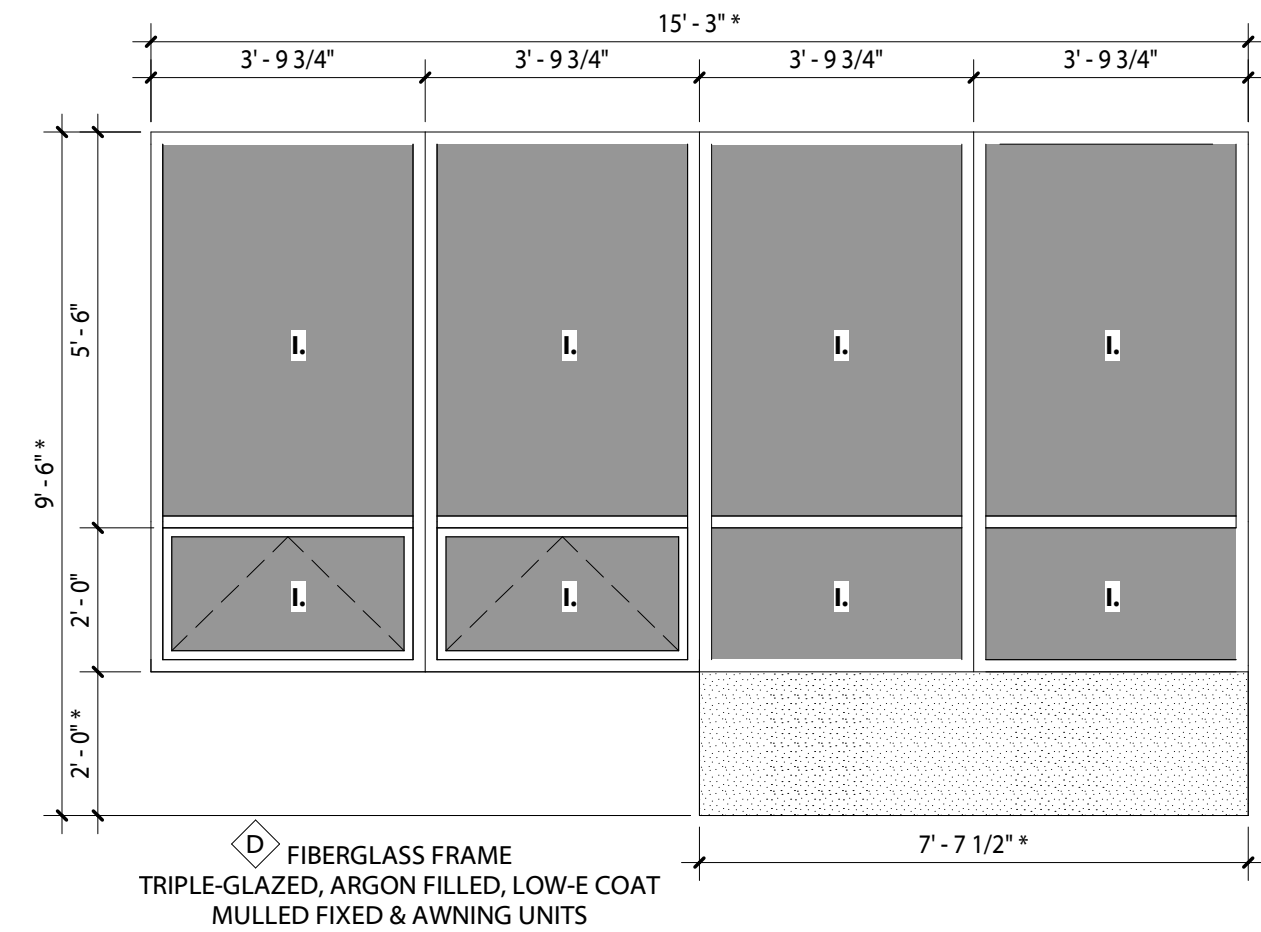 15' - 3" *
3' - 9 3/4" 3' - 9 3/4" 3' - 9 3/4" 3' - 9 3/4"
9' - 6" *
5' - 6"
2' - 0"
2' - 0" *
I. I. I. I.
I. I. I. I.
7' - 7 1/2" *
D FIBERGLASS FRAME
TRIPLE-GLAZED, ARGON FILLED, LOW-E COAT
MULLED FIXED & AWNING UNITS